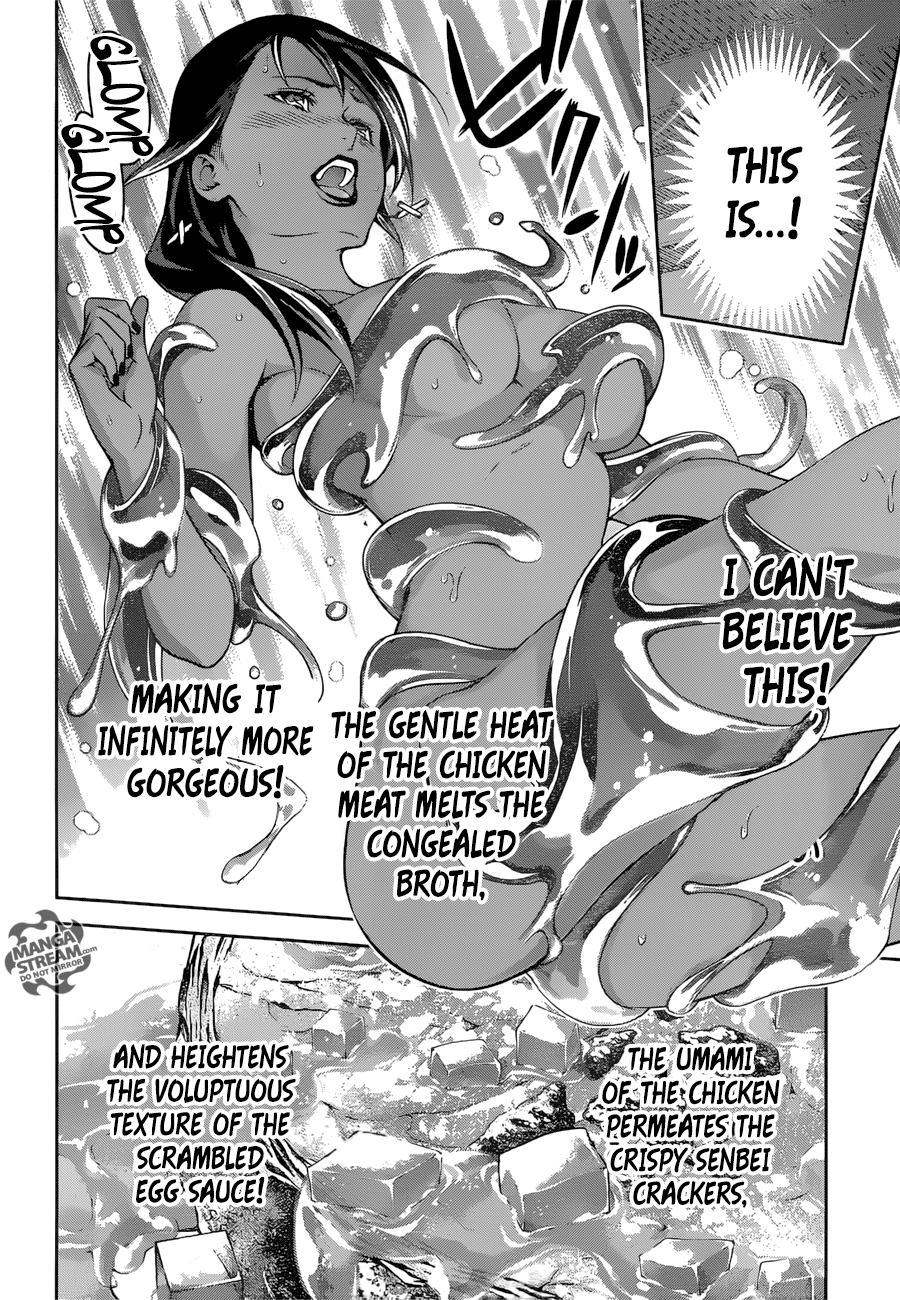 THIS
IS...!
GLOMP
GLOMP
I CAN'T
BELIEVE
THIS!
THE GENTLE HEAT
OF THE CHICKEN
MEAT MELTS THE
CONGEALED
BROTH,
MAKING IT
INFINITELY MORE
GORGEOUS!
THE UMAMI
OF THE CHICKEN
PERMEATES THE
CRISPY SENBEI
CRACKERS,
AND HEIGHTENS
THE VOLUPTUOUS
TEXTURE OF THE
SCRAMBLED
EGG SAUCE!
MANGA
STREAM.com
DO NOT MIRROR